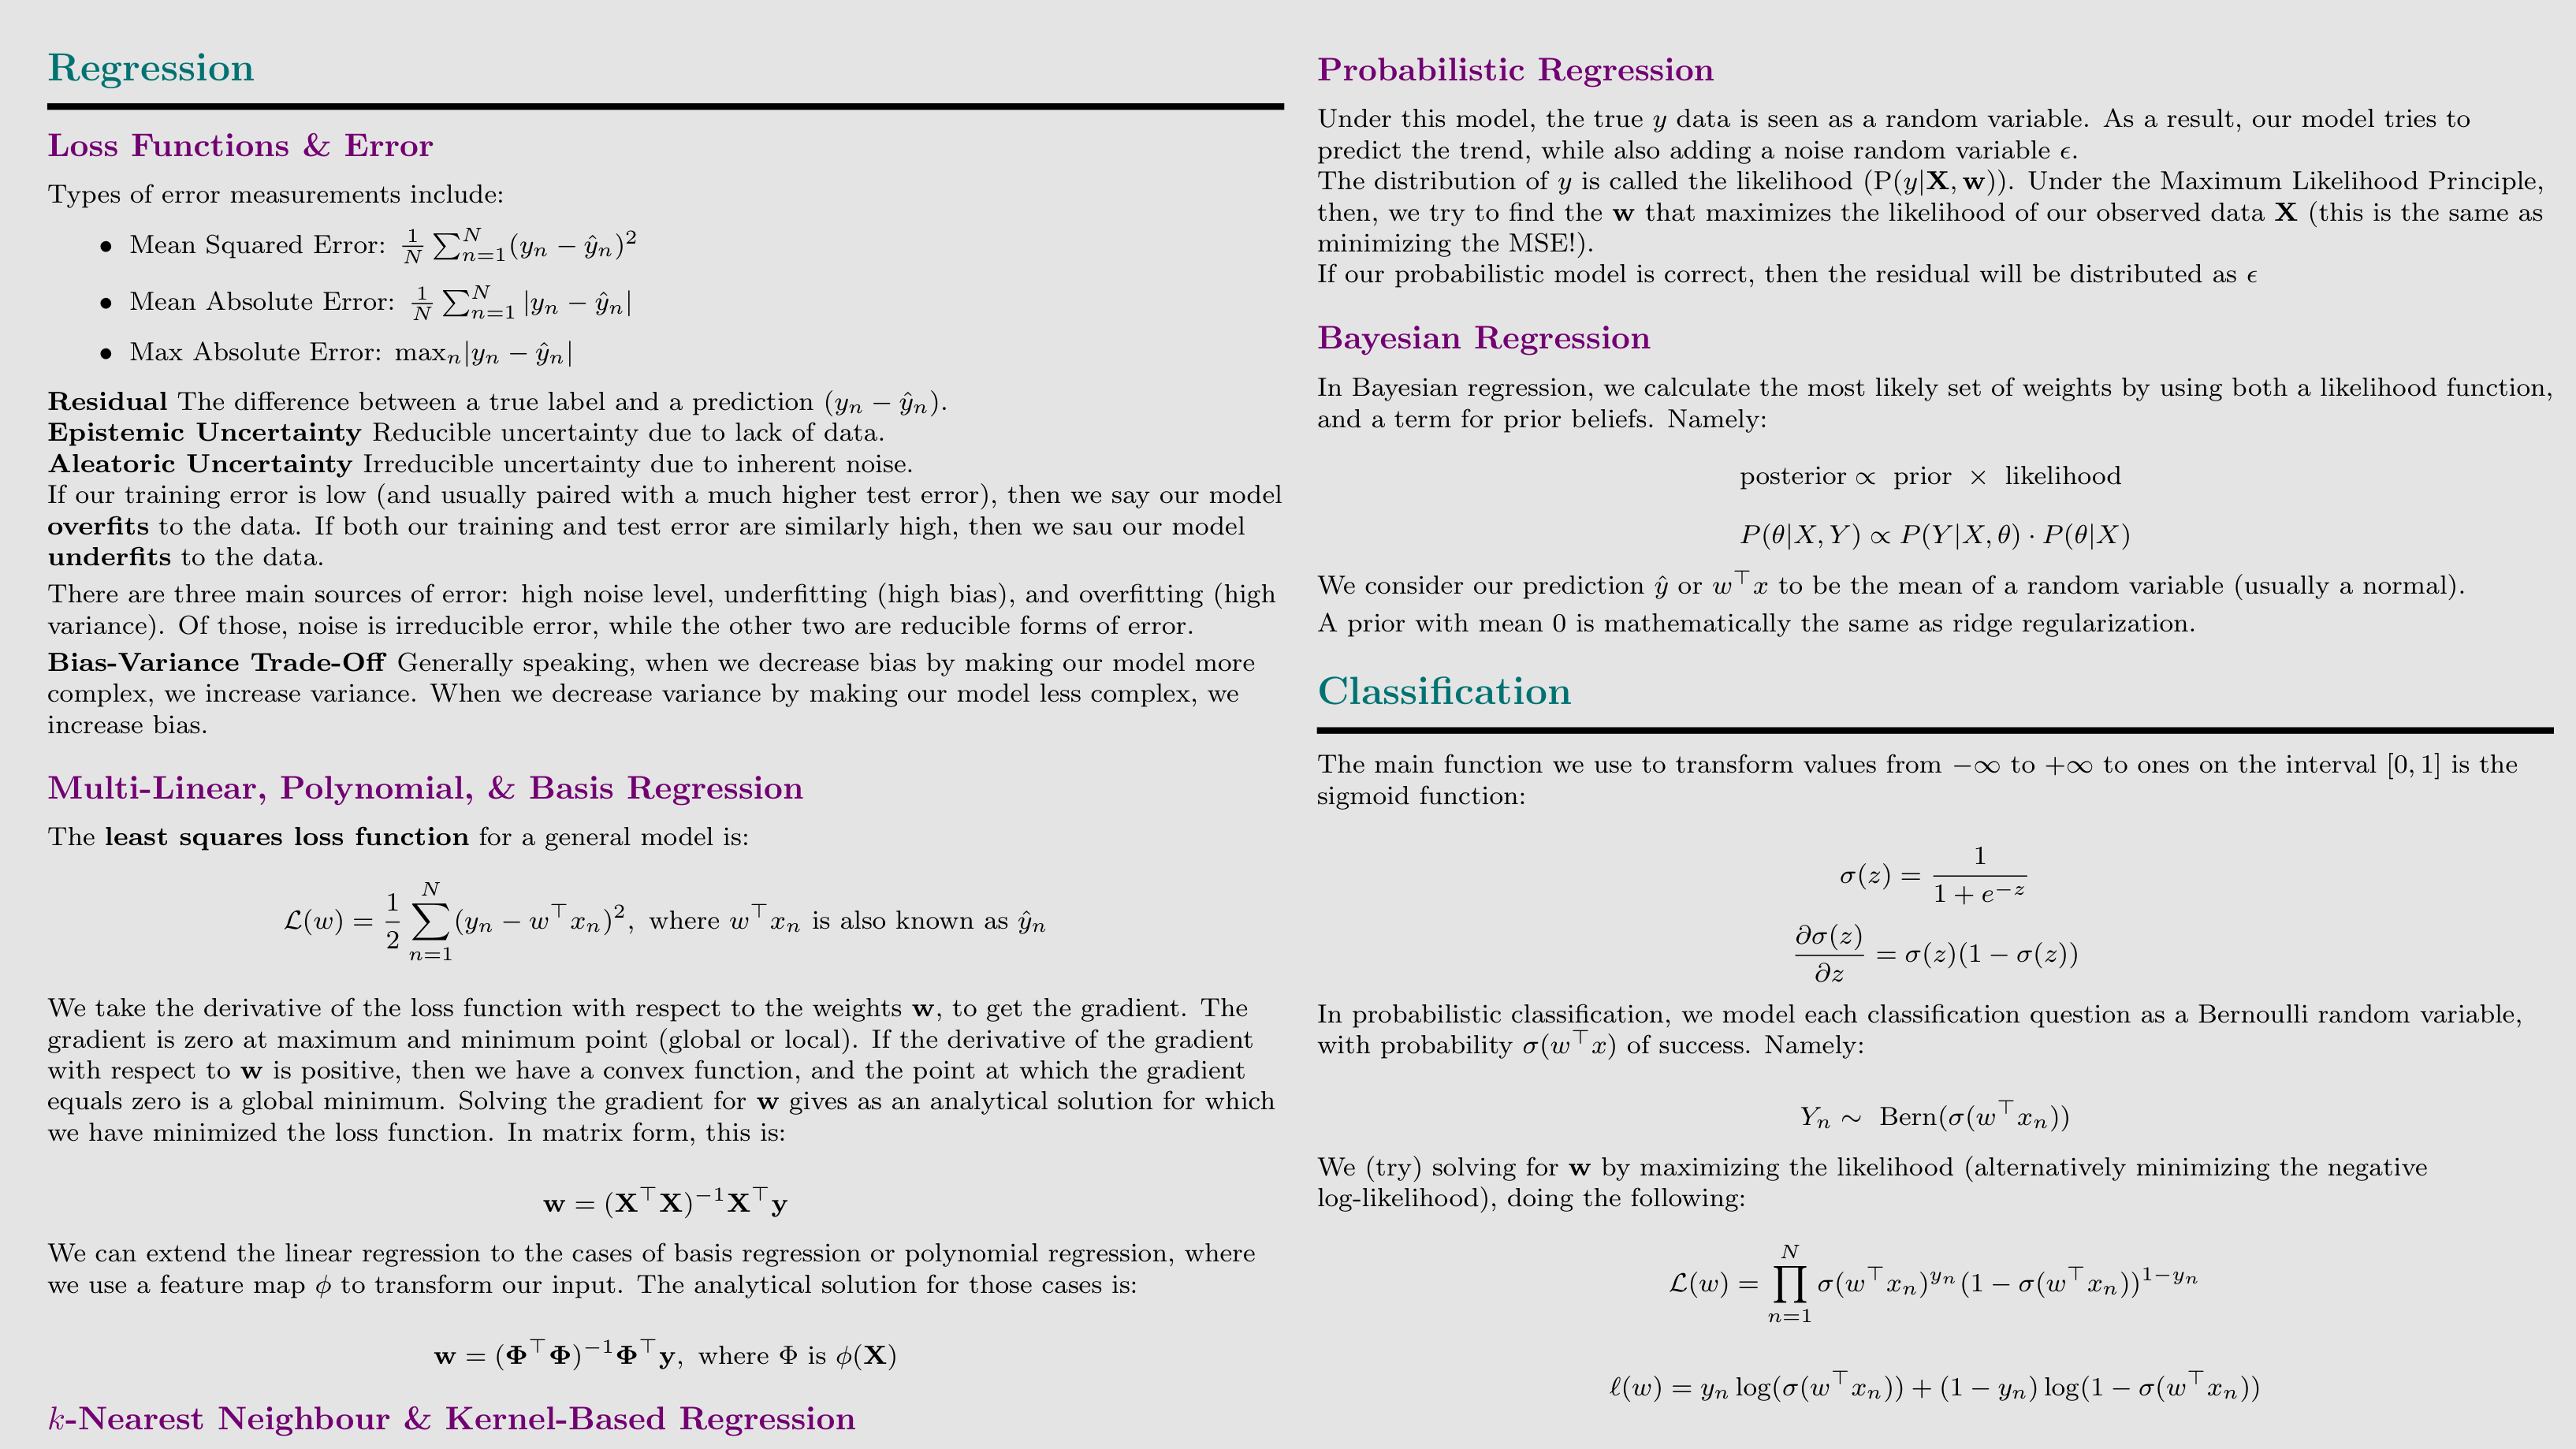 Regression
Loss Functions & Error
Types of error measurements include:
• Mean Squared Error: $\frac{1}{N}\sum_{n=1}^{N}(y_n - \hat{y}_n)^2$
• Mean Absolute Error: $\frac{1}{N}\sum_{n=1}^{N}|y_n - \hat{y}_n|$
• Max Absolute Error: $\max_n|y_n - \hat{y}_n|$
Residual The difference between a true label and a prediction $(y_n - \hat{y}_n)$.
Epistemic Uncertainty Reducible uncertainty due to lack of data.
Aleatoric Uncertainty Irreducible uncertainty due to inherent noise.
If our training error is low (and usually paired with a much higher test error), then we say our model
overfits to the data. If both our training and test error are similarly high, then we sau our model
underfits to the data.
There are three main sources of error: high noise level, underfitting (high bias), and overfitting (high
variance). Of those, noise is irreducible error, while the other two are reducible forms of error.
Bias-Variance Trade-Off Generally speaking, when we decrease bias by making our model more
complex, we increase variance. When we decrease variance by making our model less complex, we
increase bias.
Multi-Linear, Polynomial, & Basis Regression
The least squares loss function for a general model is:
$\mathcal{L}(w) = \frac{1}{2}\sum_{n=1}^{N}(y_n - w^\top x_n)^2$, where $w^\top x_n$ is also known as $\hat{y}_n$
We take the derivative of the loss function with respect to the weights $\mathbf{w}$, to get the gradient. The
gradient is zero at maximum and minimum point (global or local). If the derivative of the gradient
with respect to $\mathbf{w}$ is positive, then we have a convex function, and the point at which the gradient
equals zero is a global minimum. Solving the gradient for $\mathbf{w}$ gives as an analytical solution for which
we have minimized the loss function. In matrix form, this is:
$\mathbf{w} = (\mathbf{X}^\top\mathbf{X})^{-1}\mathbf{X}^\top\mathbf{y}$
We can extend the linear regression to the cases of basis regression or polynomial regression, where
we use a feature map $\phi$ to transform our input. The analytical solution for those cases is:
$\mathbf{w} = (\mathbf{\Phi}^\top\mathbf{\Phi})^{-1}\mathbf{\Phi}^\top\mathbf{y}$, where $\Phi$ is $\phi(\mathbf{X})$
$k$-Nearest Neighbour & Kernel-Based Regression
Probabilistic Regression
Under this model, the true $y$ data is seen as a random variable. As a result, our model tries to
predict the trend, while also adding a noise random variable $\epsilon$.
The distribution of $y$ is called the likelihood ($\mathrm{P}(y|\mathbf{X}, \mathbf{w})$). Under the Maximum Likelihood Principle,
then, we try to find the $\mathbf{w}$ that maximizes the likelihood of our observed data $\mathbf{X}$ (this is the same as
minimizing the MSE!).
If our probabilistic model is correct, then the residual will be distributed as $\epsilon$
Bayesian Regression
In Bayesian regression, we calculate the most likely set of weights by using both a likelihood function,
and a term for prior beliefs. Namely:
posterior $\propto$ prior $\times$ likelihood
$P(\theta|X, Y) \propto P(Y|X, \theta) \cdot P(\theta|X)$
We consider our prediction $\hat{y}$ or $w^\top x$ to be the mean of a random variable (usually a normal).
A prior with mean 0 is mathematically the same as ridge regularization.
Classification
The main function we use to transform values from $-\infty$ to $+\infty$ to ones on the interval $[0, 1]$ is the
sigmoid function:
$\sigma(z) = \frac{1}{1 + e^{-z}}$
$\frac{\partial\sigma(z)}{\partial z} = \sigma(z)(1 - \sigma(z))$
In probabilistic classification, we model each classification question as a Bernoulli random variable,
with probability $\sigma(w^\top x)$ of success. Namely:
$Y_n \sim$ Bern$(\sigma(w^\top x_n))$
We (try) solving for $\mathbf{w}$ by maximizing the likelihood (alternatively minimizing the negative
log-likelihood), doing the following:
$\mathcal{L}(w) = \prod_{n=1}^{N}\sigma(w^\top x_n)^{y_n}(1 - \sigma(w^\top x_n))^{1-y_n}$
$\ell(w) = y_n\log(\sigma(w^\top x_n)) + (1 - y_n)\log(1 - \sigma(w^\top x_n))$